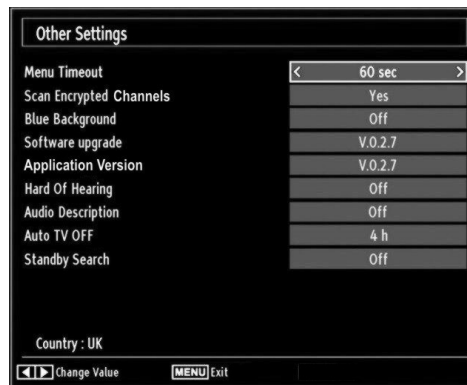 Other Settings
Menu Timeout < 60 sec >
Scan Encrypted Channels Yes
Blue Background Off
Software upgrade V.0.2.7
Application Version V.0.2.7
Hard Of Hearing Off
Audio Description Off
Auto TV OFF 4 h
Standby Search Off
Country : UK
Change Value MENU Exit